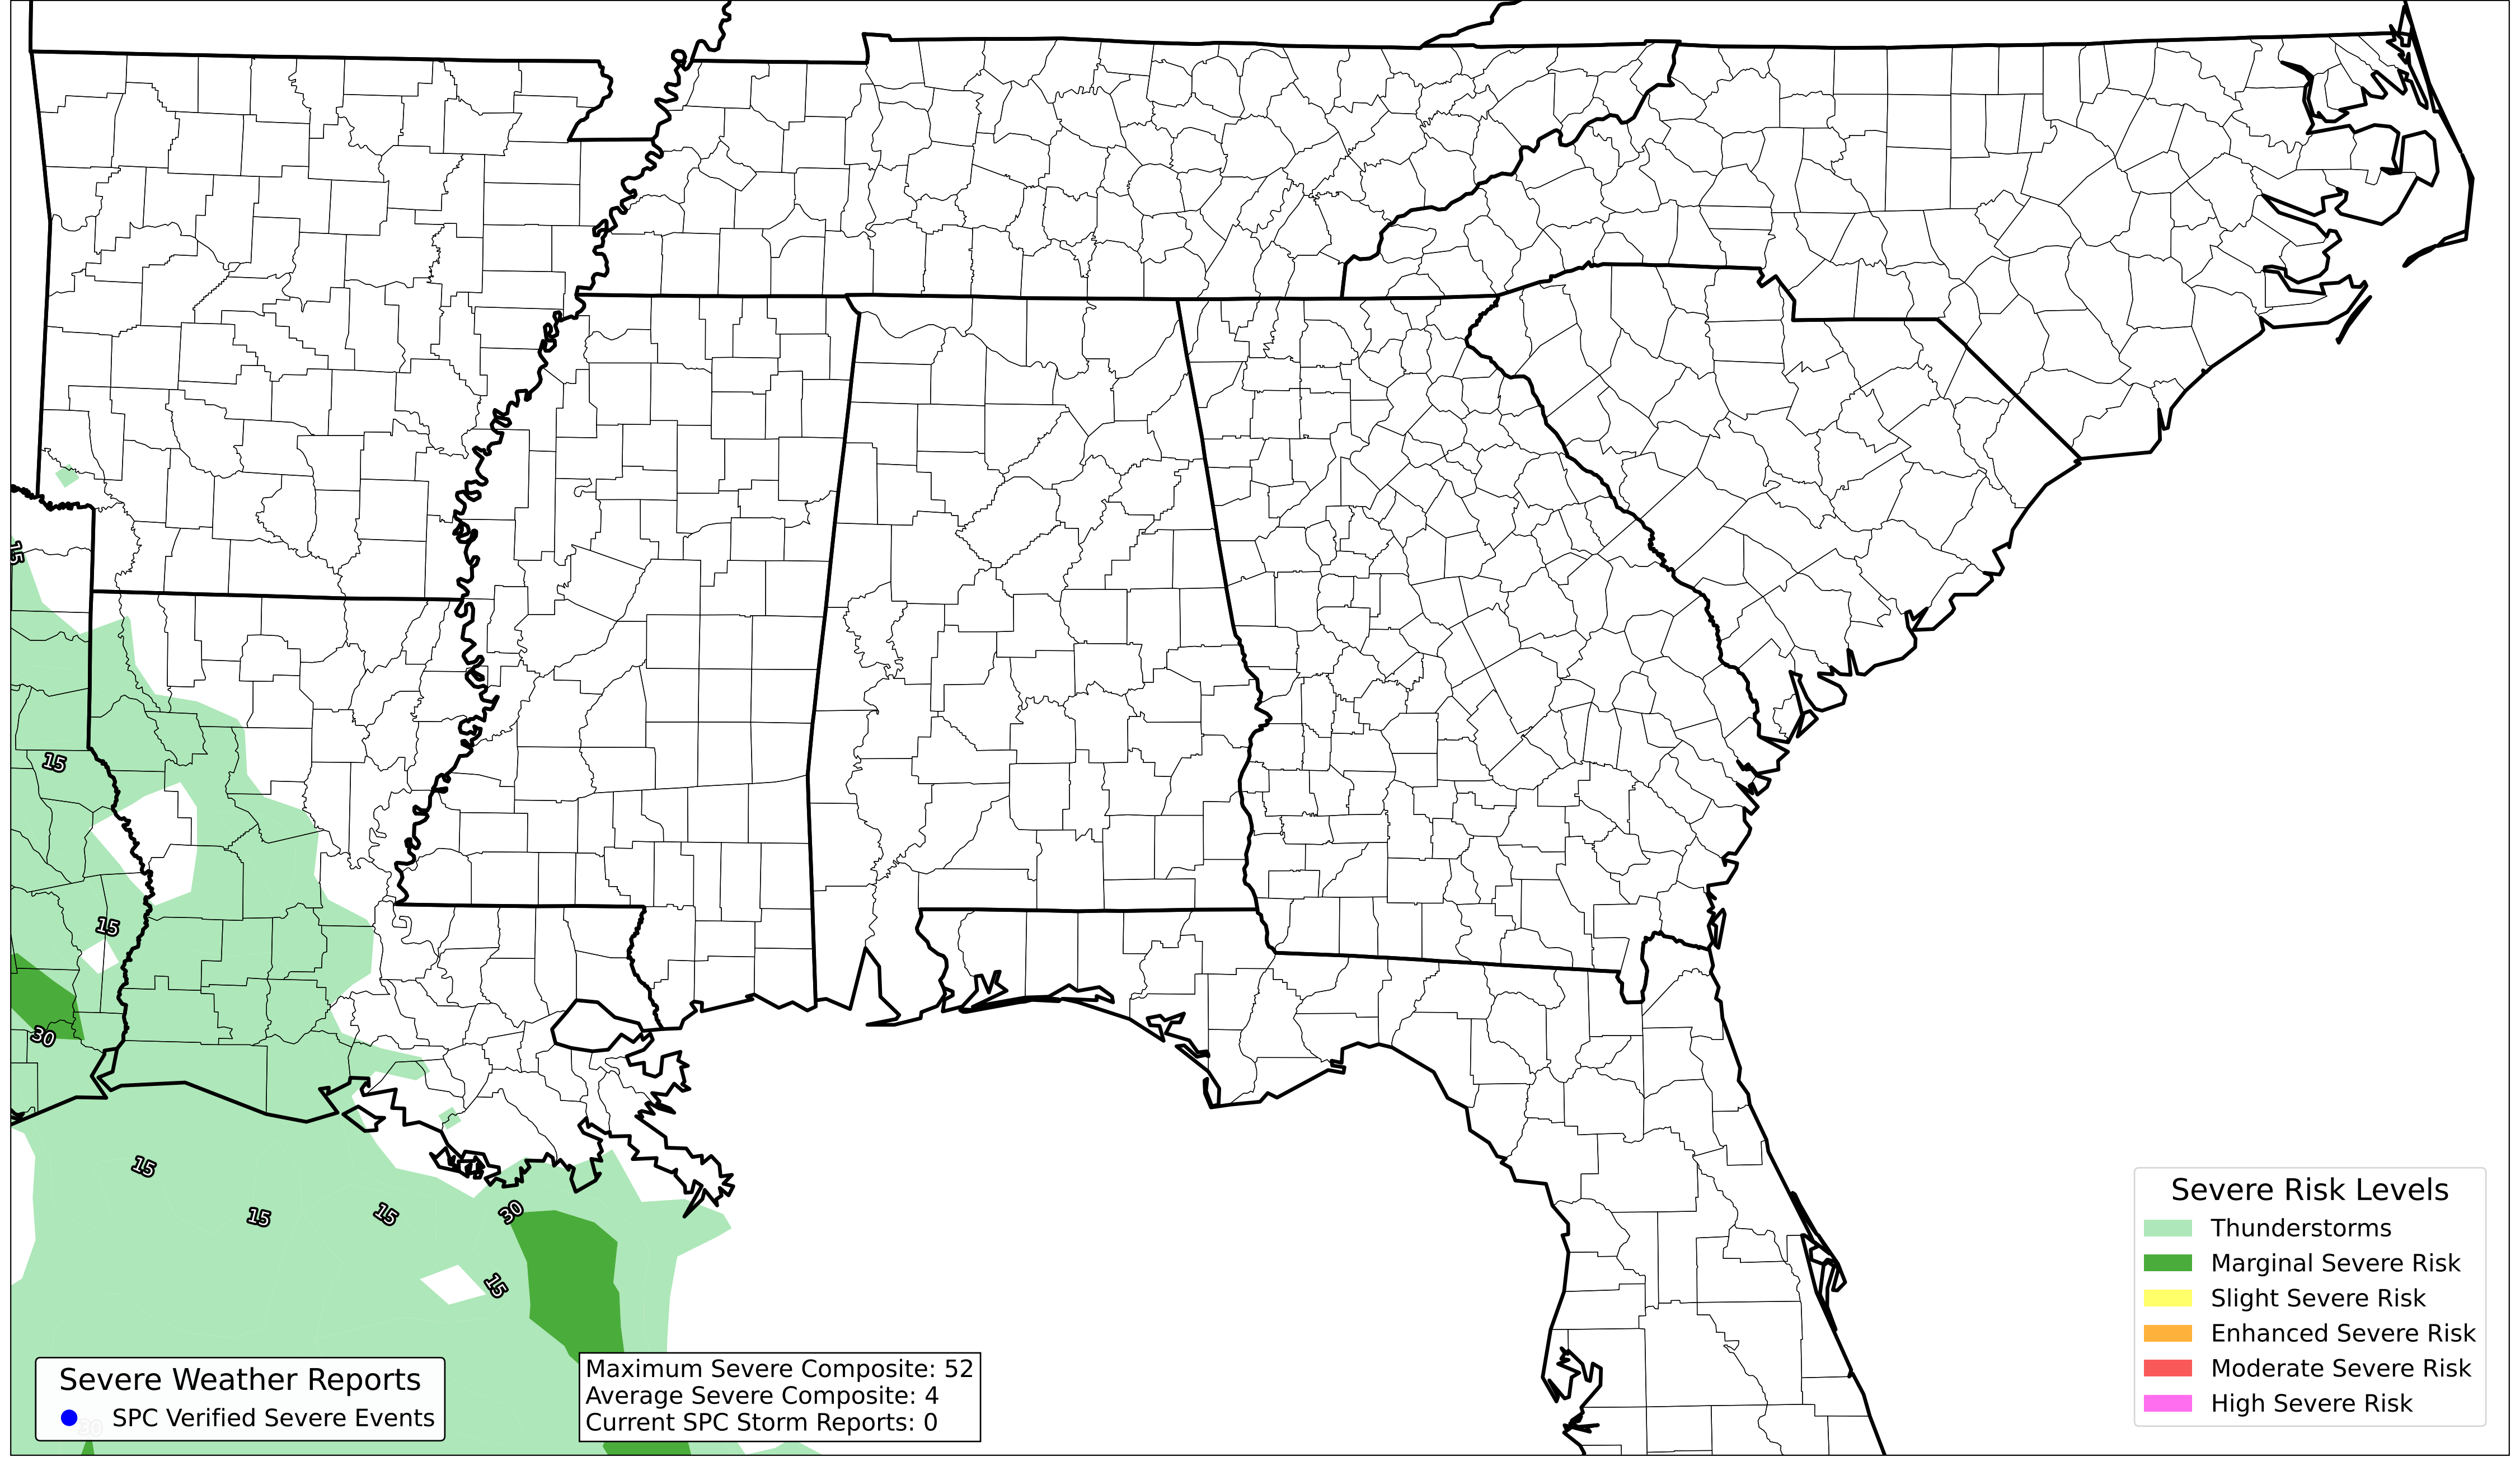 15
15
15
30
15
15
15
30
15
30
Severe Weather Reports
SPC Verified Severe Events
Maximum Severe Composite: 52
Average Severe Composite: 4
Current SPC Storm Reports: 0
Severe Risk Levels
Thunderstorms
Marginal Severe Risk
Slight Severe Risk
Enhanced Severe Risk
Moderate Severe Risk
High Severe Risk